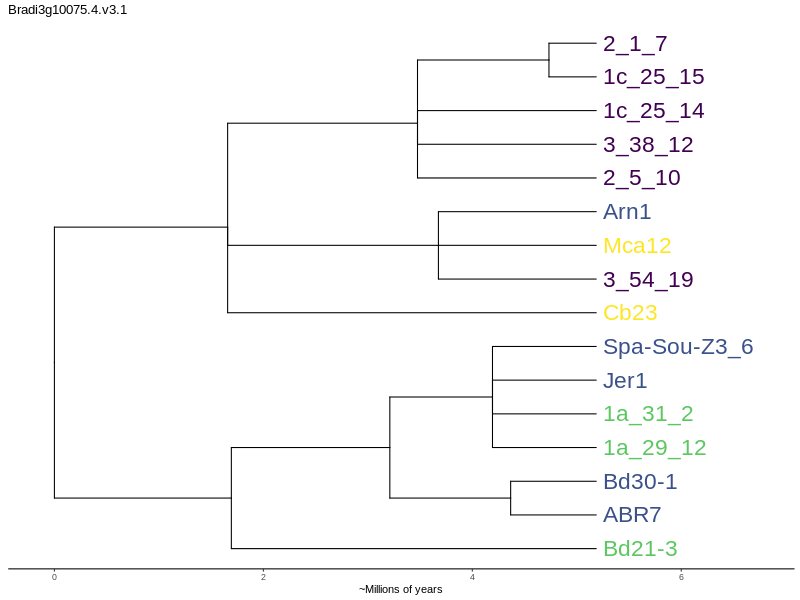 Bradi3g10075.4.v3.1
2_1_7
1c_25_15
1c_25_14
3_38_12
2_5_10
Arn1
Mca12
3_54_19
Cb23
Spa-Sou-Z3_6
Jer1
1a_31_2
1a_29_12
Bd30-1
ABR7
Bd21-3
0 2 4 6
~Millions of years